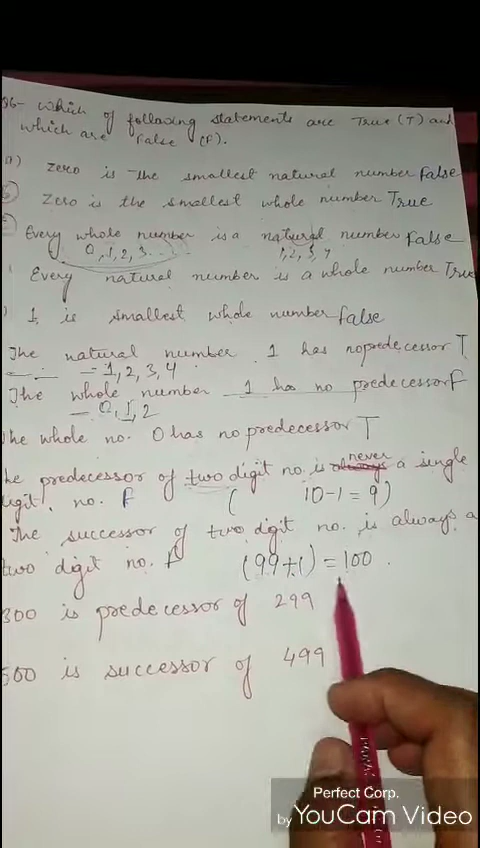 Q6- Which of following statements are True (T) and
which are False (F).
a) Zero is the smallest natural number False
Zero is the smallest whole number True
Every whole number is a natural number False
0, 1, 2, 3... 1, 2, 3, 4
Every natural number is a whole number True
1 is smallest whole number false
The natural number 1 has no predecessor T
1, 2, 3, 4
The whole number 1 has no predecessor F
0, 1, 2
The whole no. 0 has no predecessor T
never
he predecessor of two digit no. is always a single
digit. no. F ( 10-1 = 9)
The successor of two digit no. is always a
two digit no. F (99+1) = 100
300 is predecessor of 299
500 is successor of 499
Perfect Corp.
by YouCam Video